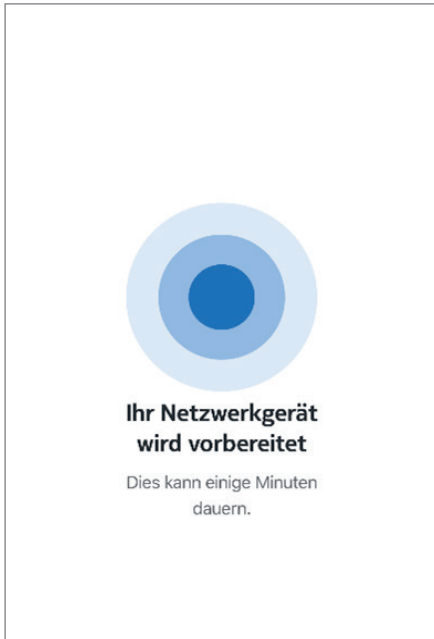 Ihr Netzwerkgerät
wird vorbereitet
Dies kann einige Minuten
dauern.